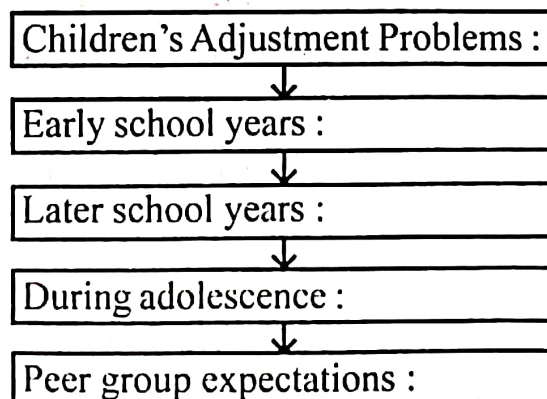 Children's Adjustment Problems :
Early school years :
Later school years :
During adolescence :
Peer group expectations :